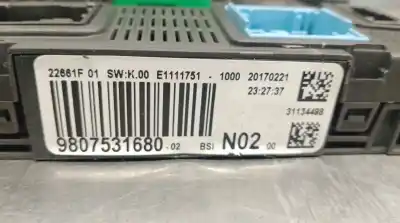 22661F 01 SW:K.00 E1111751 - 1000 20170221
23:27:37
31134498
9807531680 -02 BSI N02 00